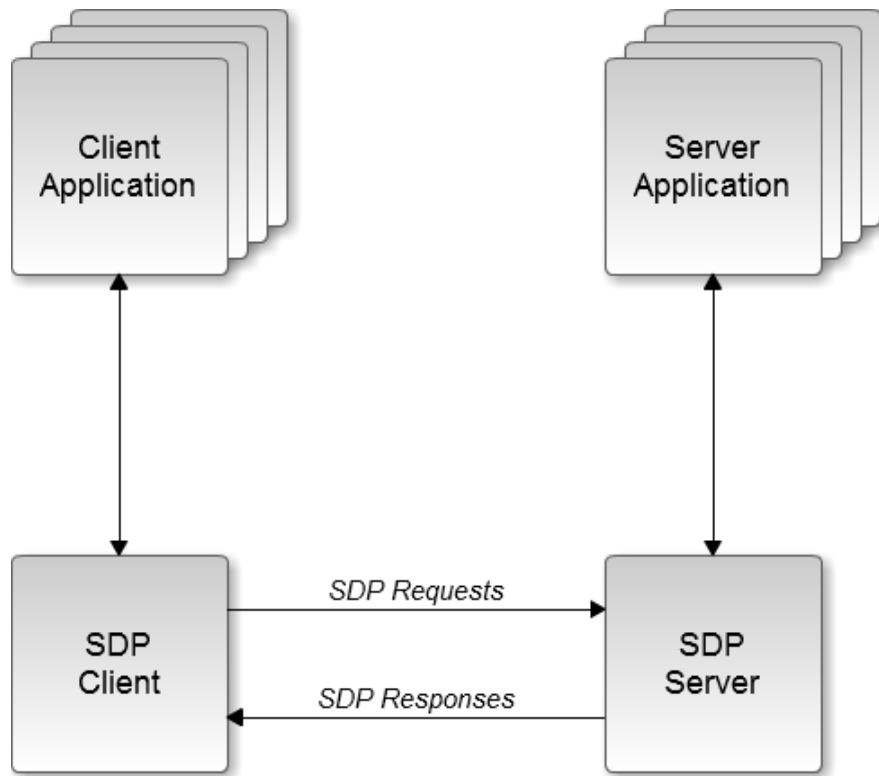 Client
Application
Server
Application
SDP Requests
SDP
Client
SDP
Server
SDP Responses